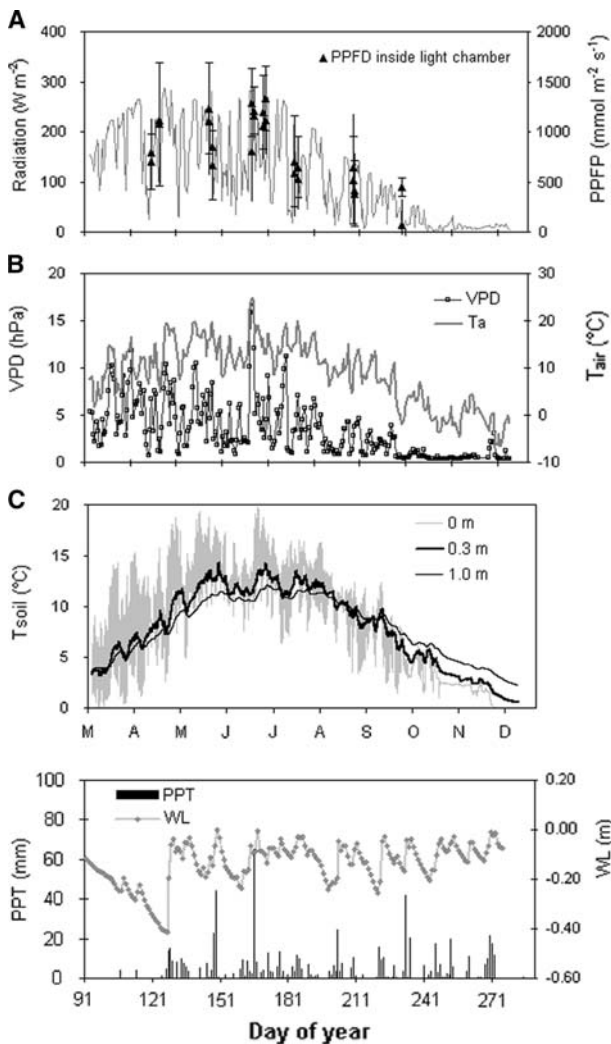 A
Radiation (W m-2)
400
300
200
100
0
▲ PPFD inside light chamber
2000
1500
1000
500
0
PPFP (mmol m-2 s-1)
B
VPD (hPa)
20
15
10
5
0
VPD
Ta
30
20
10
0
-10
Tair (°C)
C
Tsoil (°C)
20
15
10
5
0
0 m
0.3 m
1.0 m
M A M J J A S O N D
PPT (mm)
100
80
60
40
20
0
PPT
WL
0.20
0.00
-0.20
-0.40
-0.60
WL (m)
91 121 151 181 211 241 271
Day of year